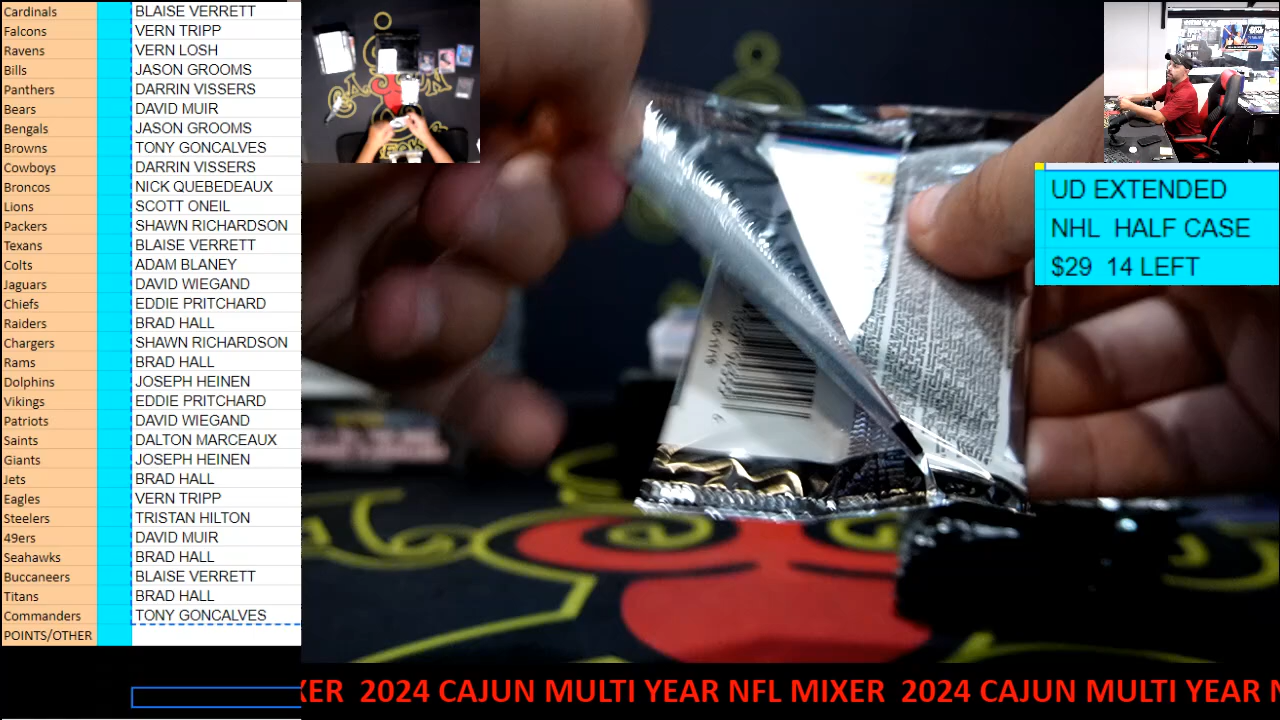 Cardinals BLAISE VERRETT
Falcons VERN TRIPP
Ravens VERN LOSH
Bills JASON GROOMS
Panthers DARRIN VISSERS
Bears DAVID MUIR
Bengals JASON GROOMS
Browns TONY GONCALVES
Cowboys DARRIN VISSERS
Broncos NICK QUEBEDEAUX
Lions SCOTT ONEIL
Packers SHAWN RICHARDSON
Texans BLAISE VERRETT
Colts ADAM BLANEY
Jaguars DAVID WIEGAND
Chiefs EDDIE PRITCHARD
Raiders BRAD HALL
Chargers SHAWN RICHARDSON
Rams BRAD HALL
Dolphins JOSEPH HEINEN
Vikings EDDIE PRITCHARD
Patriots DAVID WIEGAND
Saints DALTON MARCEAUX
Giants JOSEPH HEINEN
Jets BRAD HALL
Eagles VERN TRIPP
Steelers TRISTAN HILTON
49ers DAVID MUIR
Seahawks BRAD HALL
Buccaneers BLAISE VERRETT
Titans BRAD HALL
Commanders TONY GONCALVES
POINTS/OTHER
UD EXTENDED
NHL HALF CASE
$29 14 LEFT
XER 2024 CAJUN MULTI YEAR NFL MIXER 2024 CAJUN MULTI YEAR